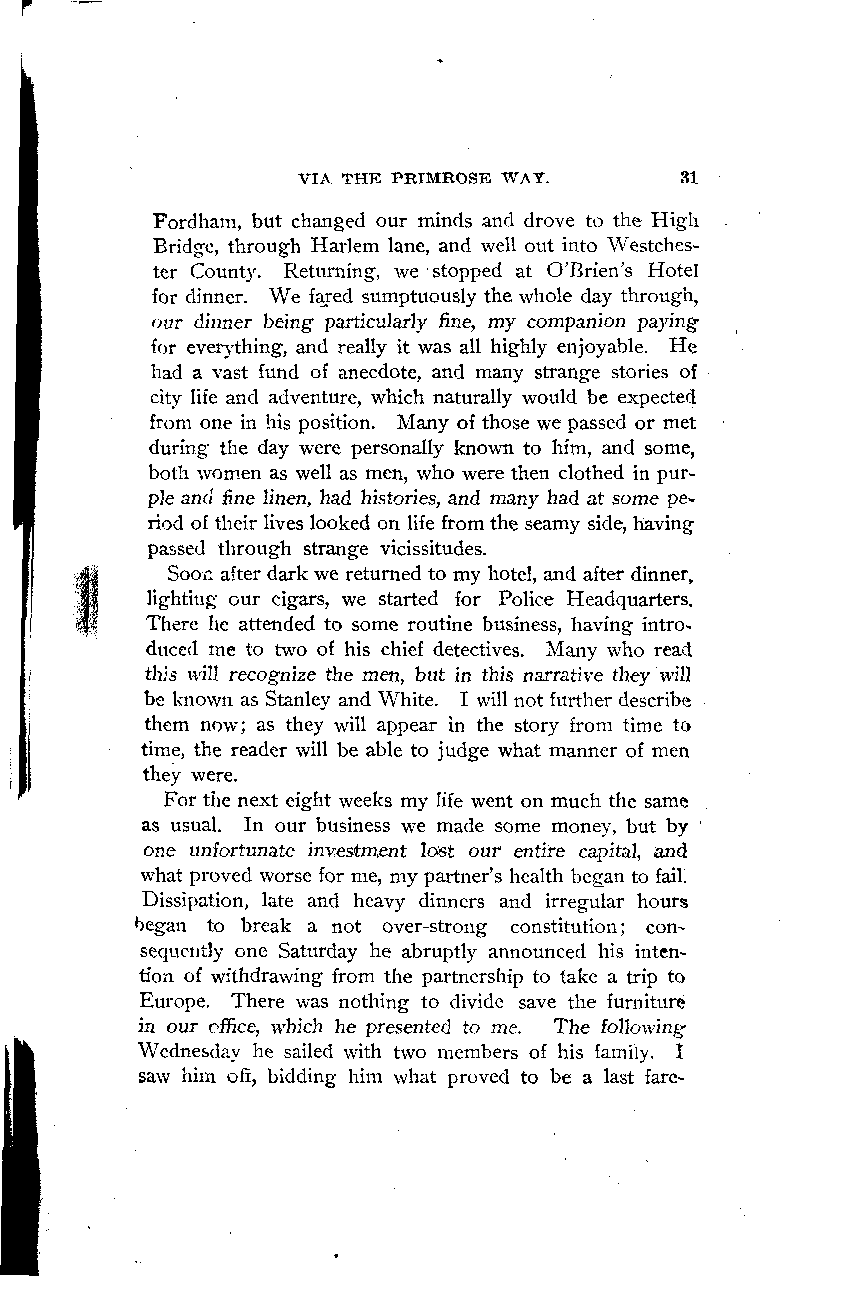 VIA THE PRIMROSE WAY. 31
Fordham, but changed our minds and drove to the High
Bridge, through Harlem lane, and well out into Westches-
ter County. Returning, we stopped at O'Brien's Hotel
for dinner. We fared sumptuously the whole day through,
our dinner being particularly fine, my companion paying
for everything, and really it was all highly enjoyable. He
had a vast fund of anecdote, and many strange stories of
city life and adventure, which naturally would be expected
from one in his position. Many of those we passed or met
during the day were personally known to him, and some,
both women as well as men, who were then clothed in pur-
ple and fine linen, had histories, and many had at some pe-
riod of their lives looked on life from the seamy side, having
passed through strange vicissitudes.
Soon after dark we returned to my hotel, and after dinner,
lighting our cigars, we started for Police Headquarters.
There he attended to some routine business, having intro-
duced me to two of his chief detectives. Many who read
this will recognize the men, but in this narrative they will
be known as Stanley and White. I will not further describe
them now; as they will appear in the story from time to
time, the reader will be able to judge what manner of men
they were.
For the next eight weeks my life went on much the same
as usual. In our business we made some money, but by
one unfortunate investment lost our entire capital, and
what proved worse for me, my partner's health began to fail.
Dissipation, late and heavy dinners and irregular hours
began to break a not over-strong constitution; con-
sequently one Saturday he abruptly announced his inten-
tion of withdrawing from the partnership to take a trip to
Europe. There was nothing to divide save the furniture
in our office, which he presented to me. The following
Wednesday he sailed with two members of his family. I
saw him off, bidding him what proved to be a last fare-